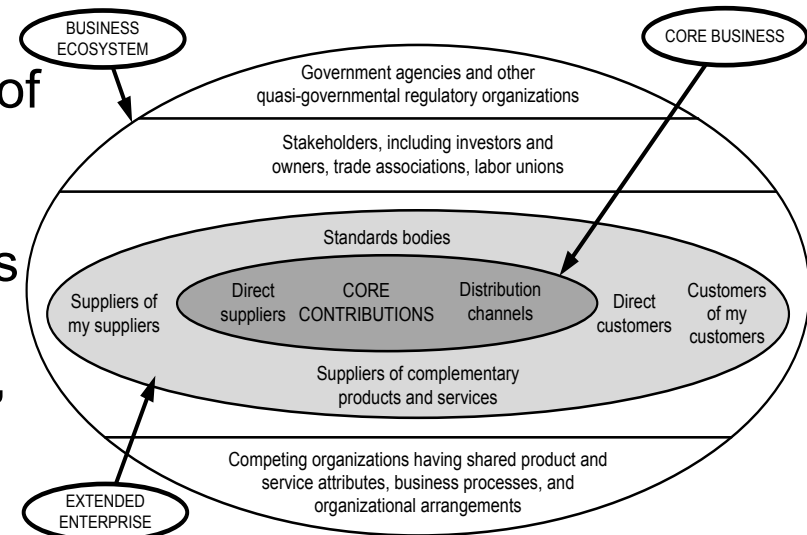 BUSINESS
ECOSYSTEM
CORE BUSINESS
of
Government agencies and other
quasi-governmental regulatory organizations
Stakeholders, including investors and
owners, trade associations, labor unions
s
Standards bodies
Suppliers of
my suppliers
Direct
suppliers
CORE
CONTRIBUTIONS
Distribution
channels
Direct
customers
Customers
of my
customers
,
Suppliers of complementary
products and services
Competing organizations having shared product and
service attributes, business processes, and
organizational arrangements
EXTENDED
ENTERPRISE